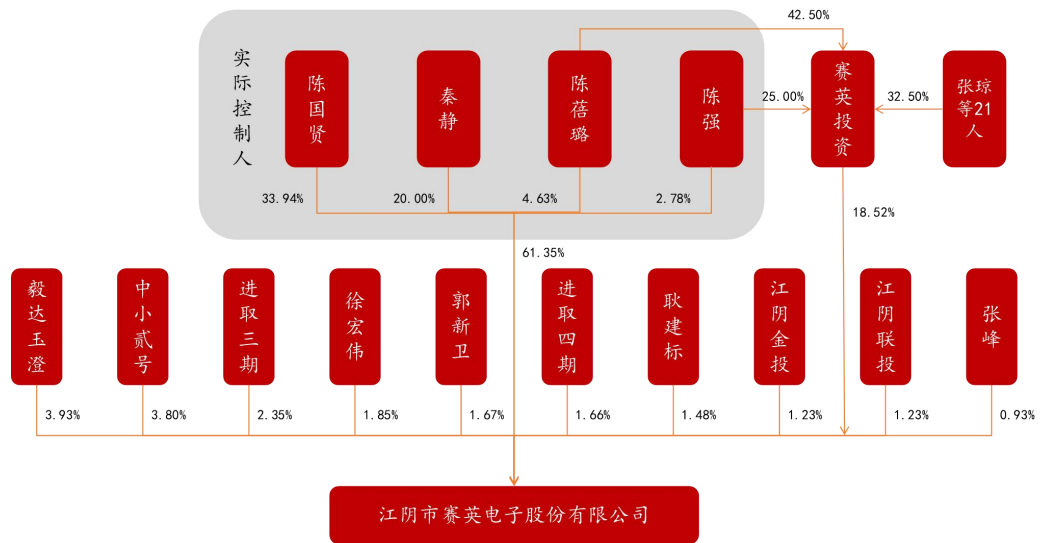 42.50%
实际控制人
陈国贤
秦静
陈蓓璐
陈强
25.00%
赛英投资
32.50%
张琼等21人
33.94%
20.00%
4.63%
2.78%
18.52%
61.35%
毅达玉澄
中小贰号
进取三期
徐宏伟
郭新卫
进取四期
耿建标
江阴金投
江阴联投
张峰
3.93%
3.80%
2.35%
1.85%
1.67%
1.66%
1.48%
1.23%
1.23%
0.93%
江阴市赛英电子股份有限公司